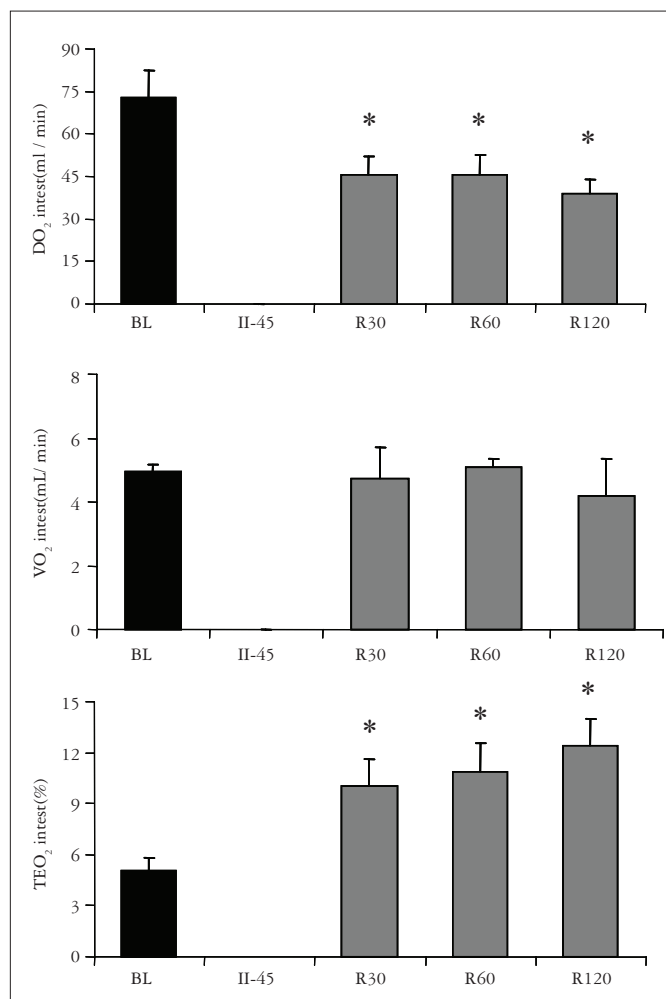 90
75
60
45
30
15
0
DO₂ intest(ml / min)
* * *
BL II-45 R30 R60 R120
8
6
4
2
0
VO₂ intest(mL/ min)
BL II-45 R30 R60 R120
15
12
9
6
3
0
TEO₂ intest(%)
* * *
BL II-45 R30 R60 R120